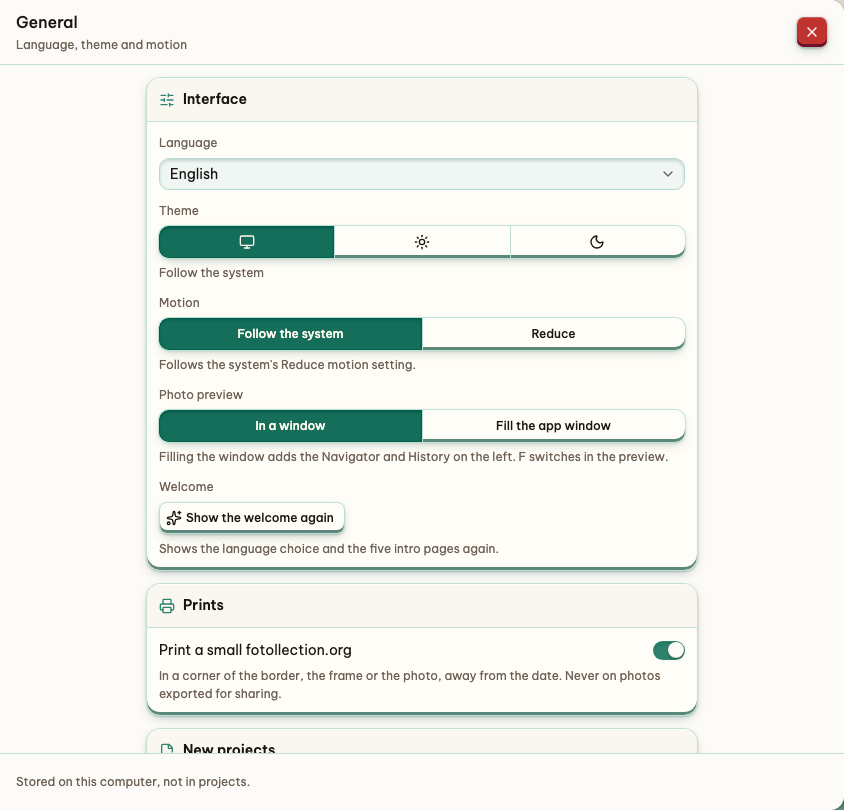 General
Language, theme and motion
Interface
Language
English
Theme
Follow the system
Motion
Follow the system
Reduce
Follows the system's Reduce motion setting.
Photo preview
In a window
Fill the app window
Filling the window adds the Navigator and History on the left. F switches in the preview.
Welcome
Show the welcome again
Shows the language choice and the five intro pages again.
Prints
Print a small fotollection.org
In a corner of the border, the frame or the photo, away from the date. Never on photos
exported for sharing.
New projects
Stored on this computer, not in projects.